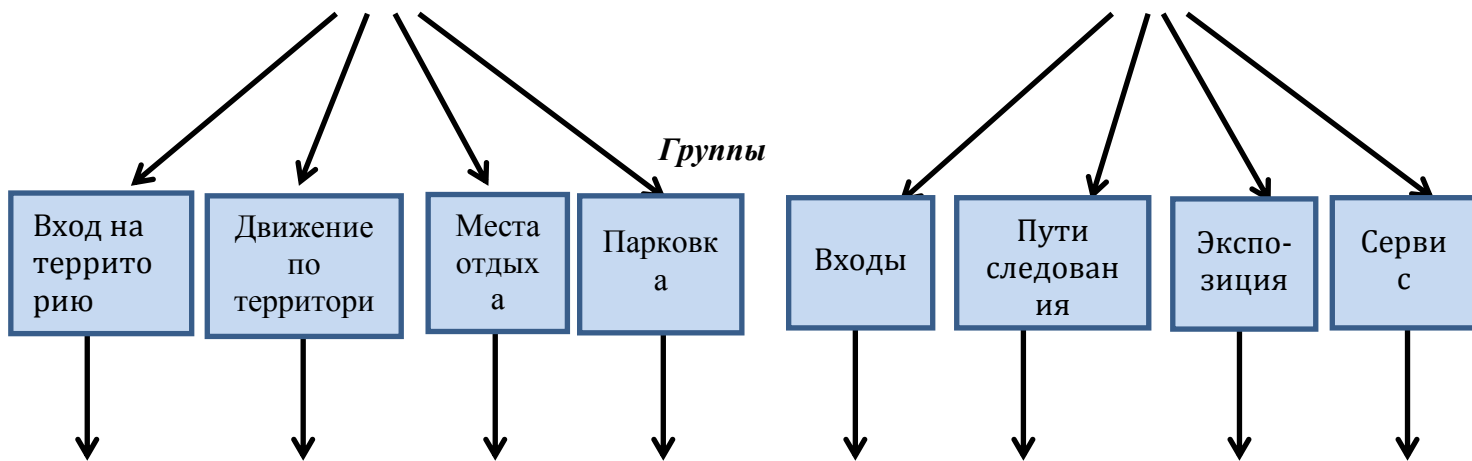 Группы
Вход на
террито
рию
Движение
по
территори
Места
отдых
а
Парковк
а
Входы
Пути
следован
ия
Экспо-
зиция
Серви
с